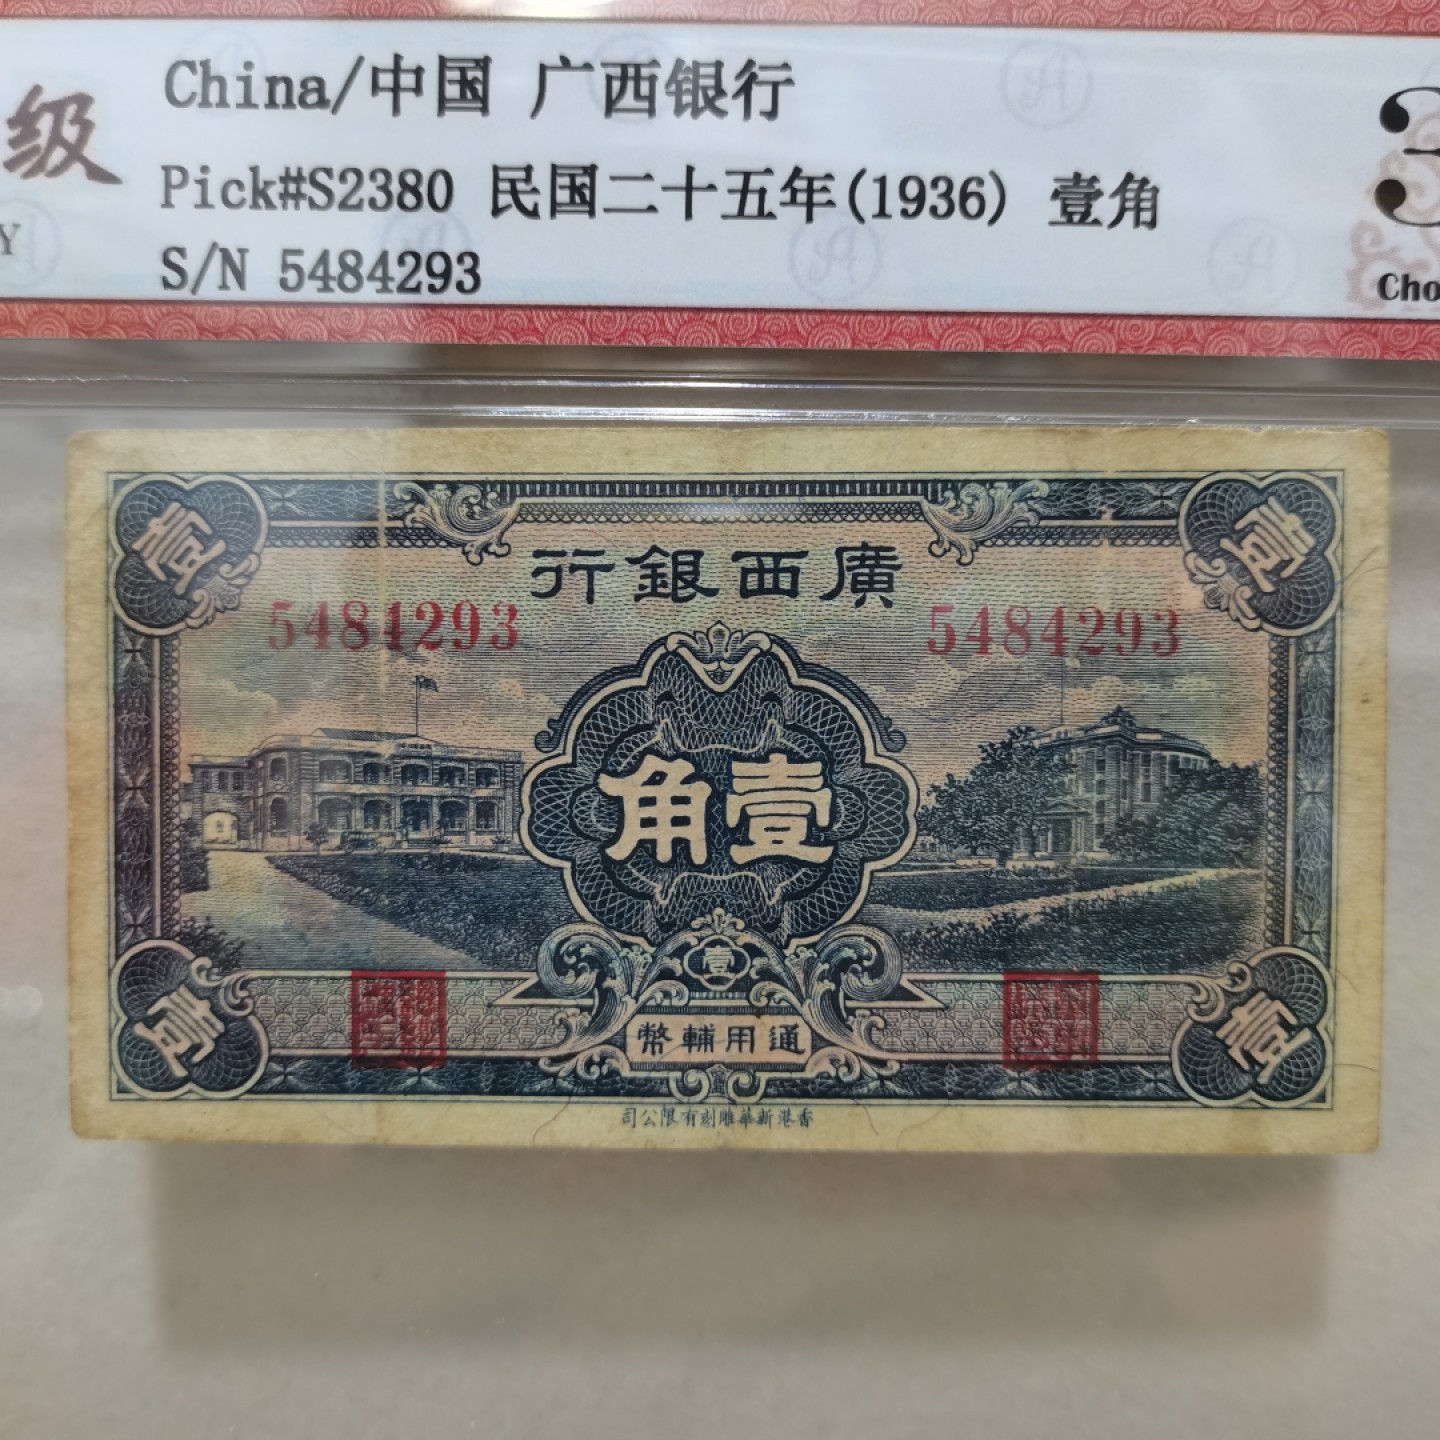 级
China/中国 广西银行
Pick#S2380 民国二十五年(1936) 壹角
S/N 5484293
Y
3
Cho
行銀西廣
5484293
5484293
壹
壹
角壹
壹
壹
壹
幣輔用通
司公限有刻雕華新港香